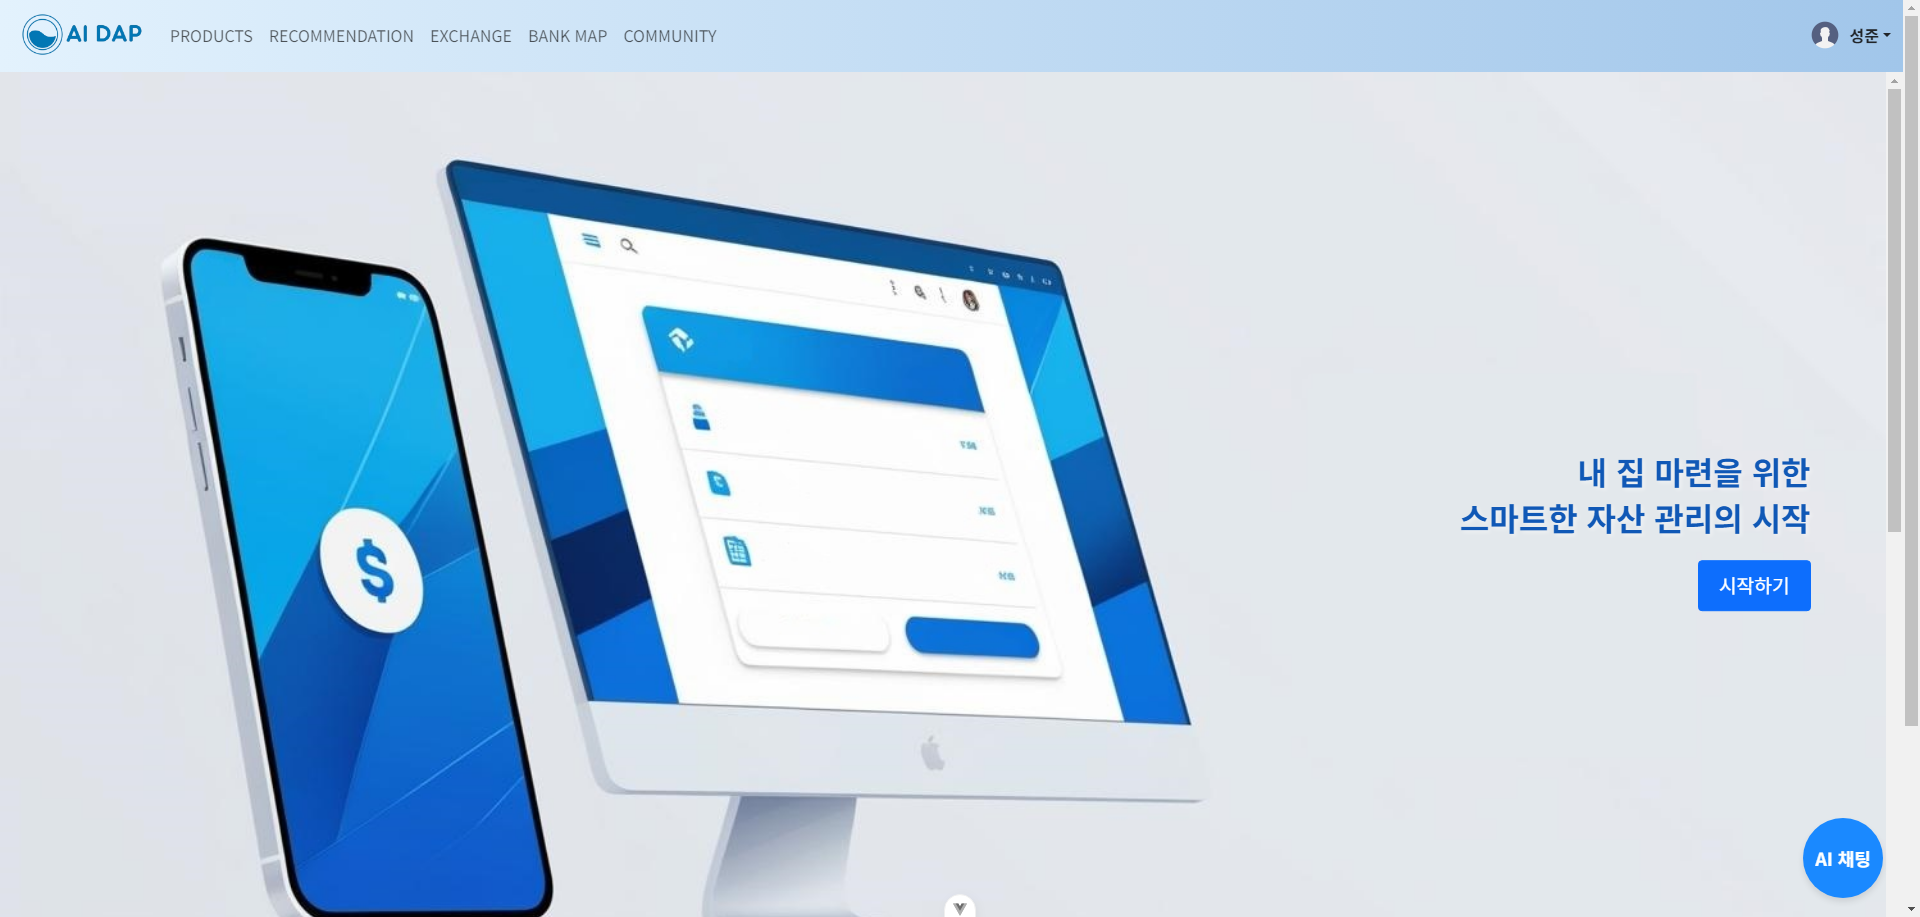 AI DAP PRODUCTS RECOMMENDATION EXCHANGE BANK MAP COMMUNITY 성준
내 집 마련을 위한
스마트한 자산 관리의 시작
시작하기
$
AI 채팅